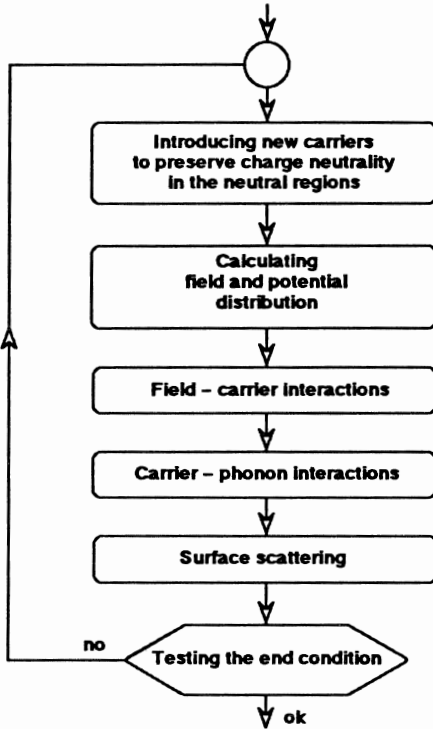 Introducing new carriers
to preserve charge neutrality
in the neutral regions
Calculating
field and potential
distribution
Field – carrier interactions
Carrier – phonon interactions
Surface scattering
no
Testing the end condition
ok